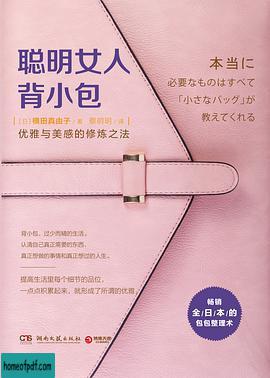 聪明女人
背小包
[日]横田真由子/著 蔡前明/译
优雅与美感的修炼之法
本当に
必要なものはすべて
「小さなバッグ」が
教えてくれる
背小包,过少而精的生活。
认清自己真正需要的东西、
真正想做的事情和真正想过的人生。
提高生活里每个细节的品位,
一点点积累起来,就形成了所谓的优雅。
畅销
全/日/本/的
包包整理术
湖南文艺出版社
博集天卷
homeofpdf.com
homeofpdf.com